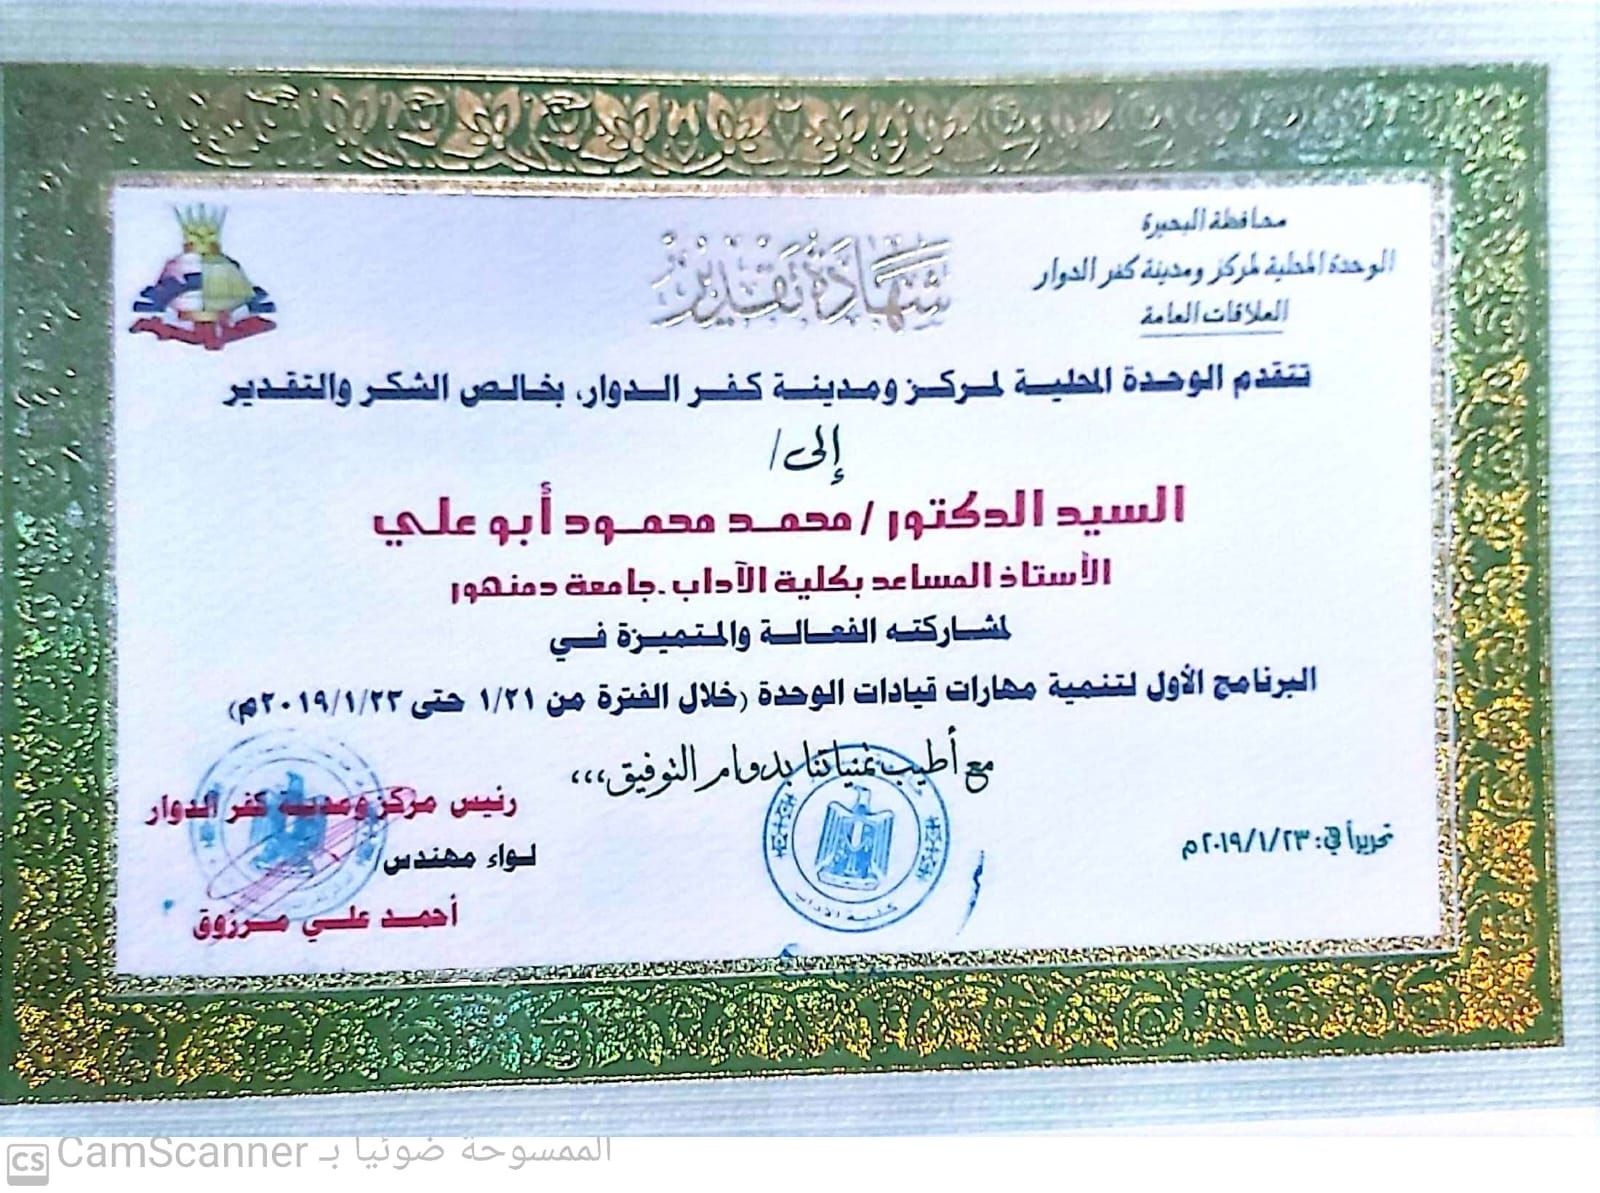 محافظة البحيرة
الوحدة المحلية لمركز ومدينة كفر الدوار
العلاقات العامة
شهادة تقدير
تتقدم الوحدة المحلية لمركز ومدينة كفر الدوار، بخالص الشكر والتقدير
إلى /
السيد الدكتور / محمد محمود أبو علي
الأستاذ المساعد بكلية الآداب . جامعة دمنهور
لمشاركته الفعالة والمتميزة في
البرنامج الأول لتنمية مهارات قيادات الوحدة (خلال الفترة من ١/٢١ حتى ٢٠١٩/١/٢٣م)
مع أطيب تمنياتنا بدوام التوفيق،،،
تحريراً في: ٢٠١٩/١/٢٣م
رئيس مركز ومدينة كفر الدوار
لواء مهندس
أحمد علي مرزوق
كلية الآداب
CS CamScanner الممسوحة ضوئيا بـ